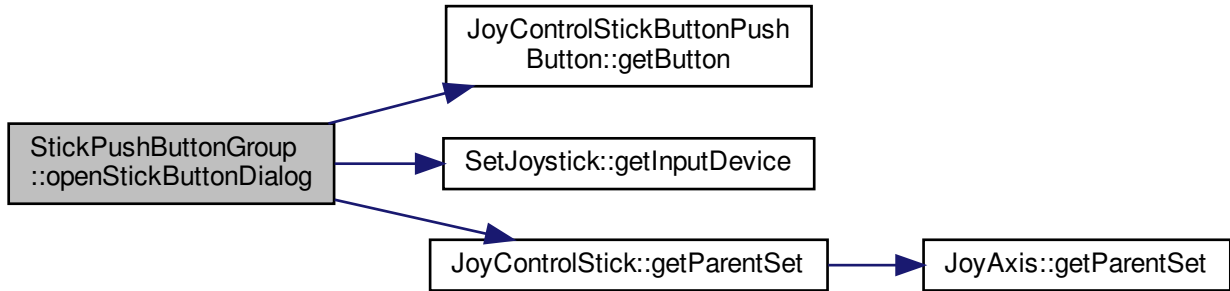 JoyControlStickButtonPush
Button::getButton
StickPushButtonGroup
::openStickButtonDialog
SetJoystick::getInputDevice
JoyControlStick::getParentSet
JoyAxis::getParentSet